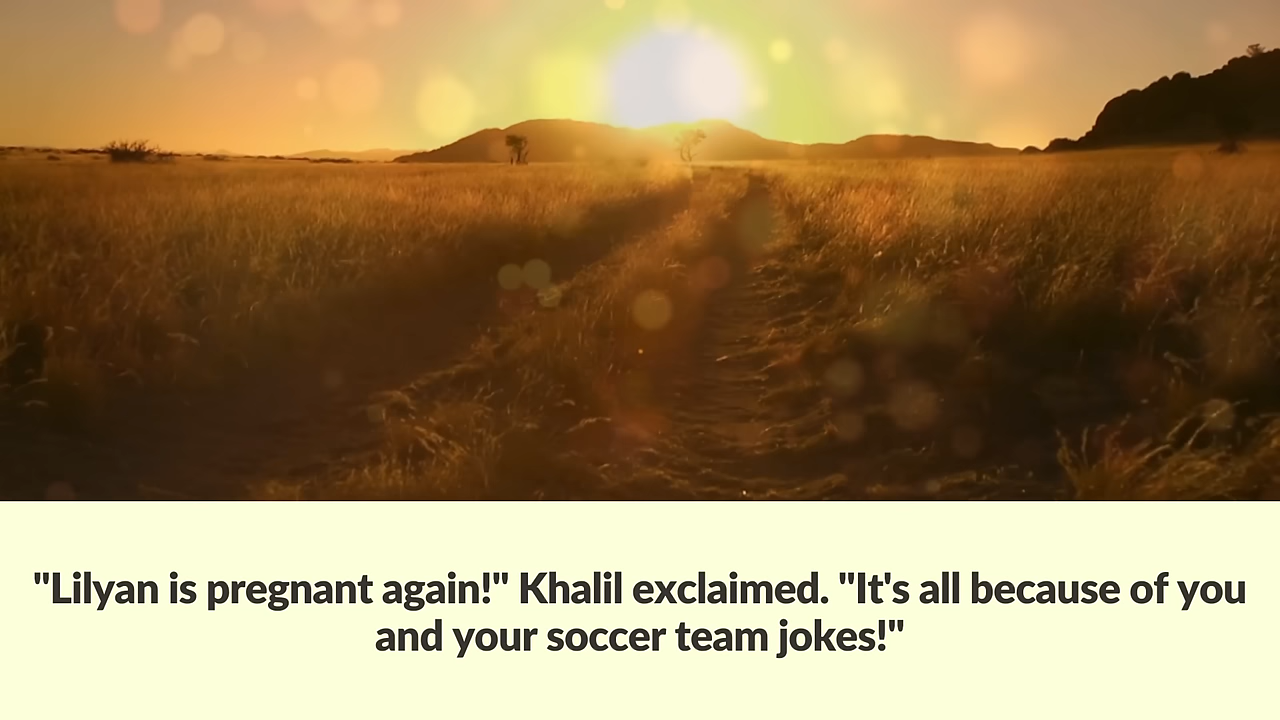 "Lilyan is pregnant again!" Khalil exclaimed. "It's all because of you
and your soccer team jokes!"